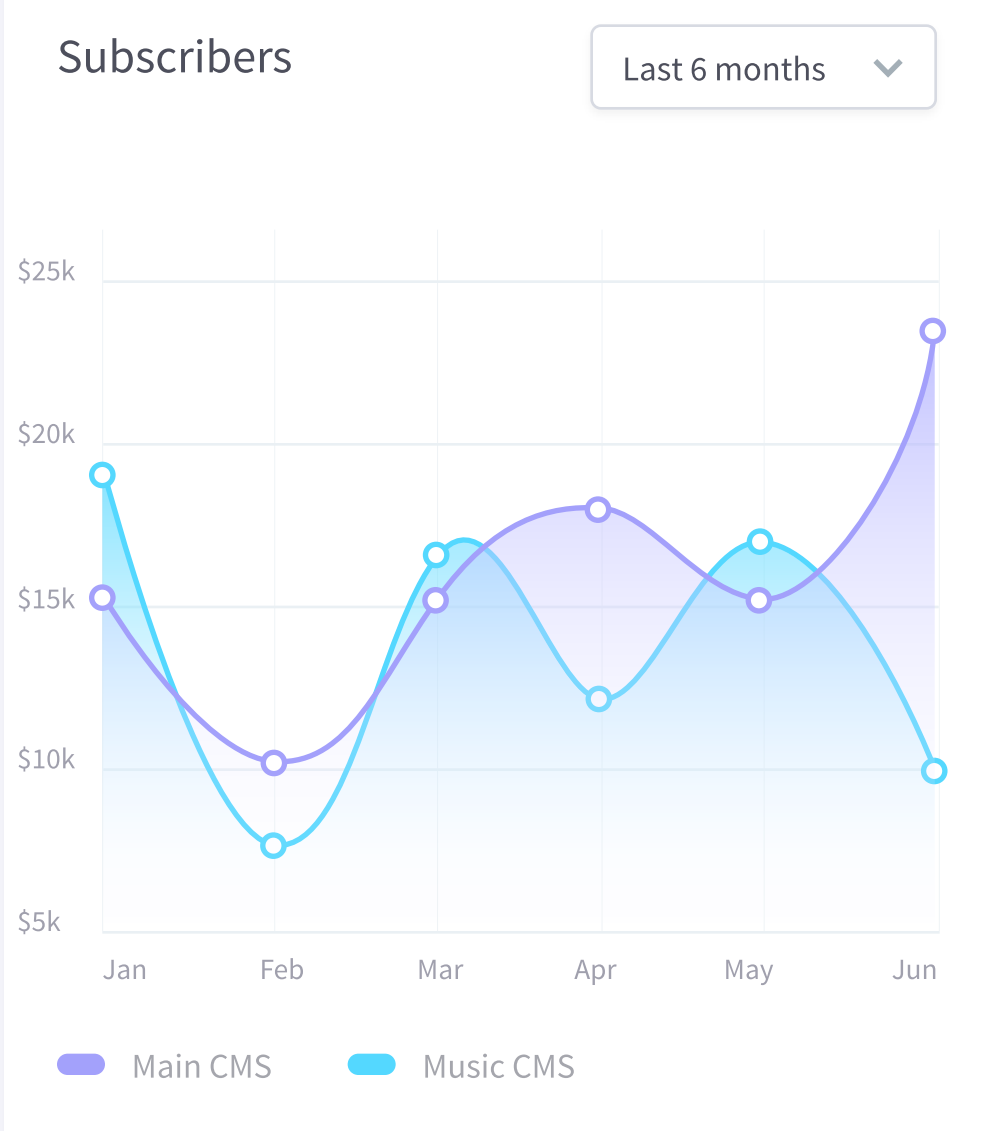 Subscribers
Last 6 months
$25k
$20k
$15k
$10k
$5k
Jan Feb Mar Apr May Jun
Main CMS Music CMS